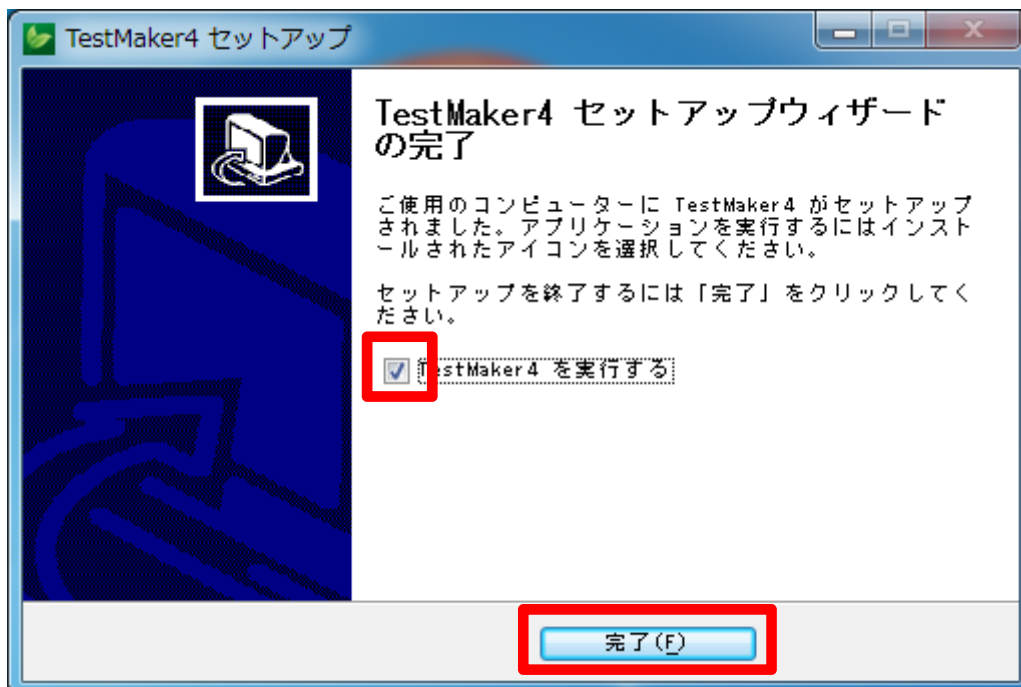 TestMaker4 セットアップ
TestMaker4 セットアップウィザード
の完了
ご使用のコンピューターに TestMaker4 がセットアップ
されました。アプリケーションを実行するにはインスト
ールされたアイコンを選択してください。
セットアップを終了するには「完了」をクリックしてく
ださい。
TestMaker4 を実行する
完了(F)